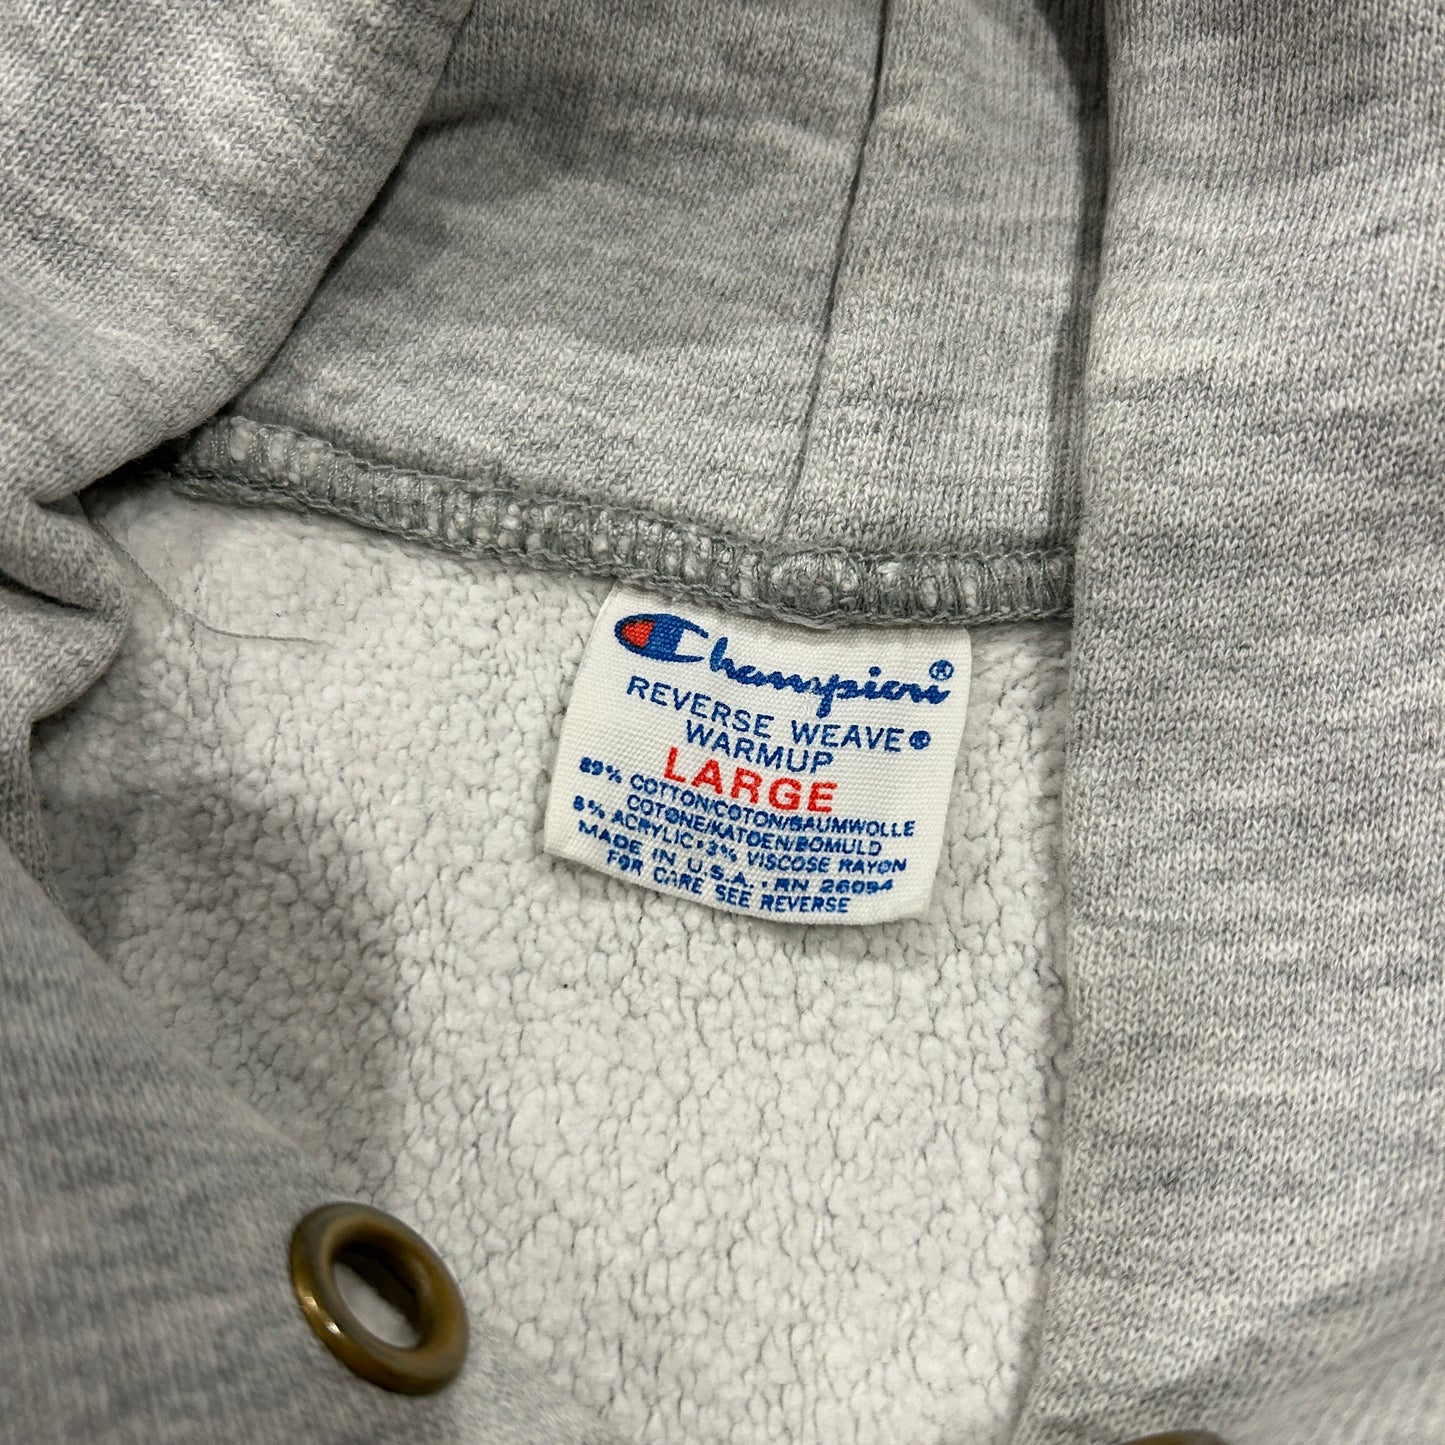 Champion®
REVERSE WEAVE®
WARMUP
LARGE
89% COTTON/COTON/BAUMWOLLE
COTONE/KATOEN/BOMULD
8% ACRYLIC•3% VISCOSE RAYON
MADE IN U.S.A. • RN 26094
FOR CARE SEE REVERSE